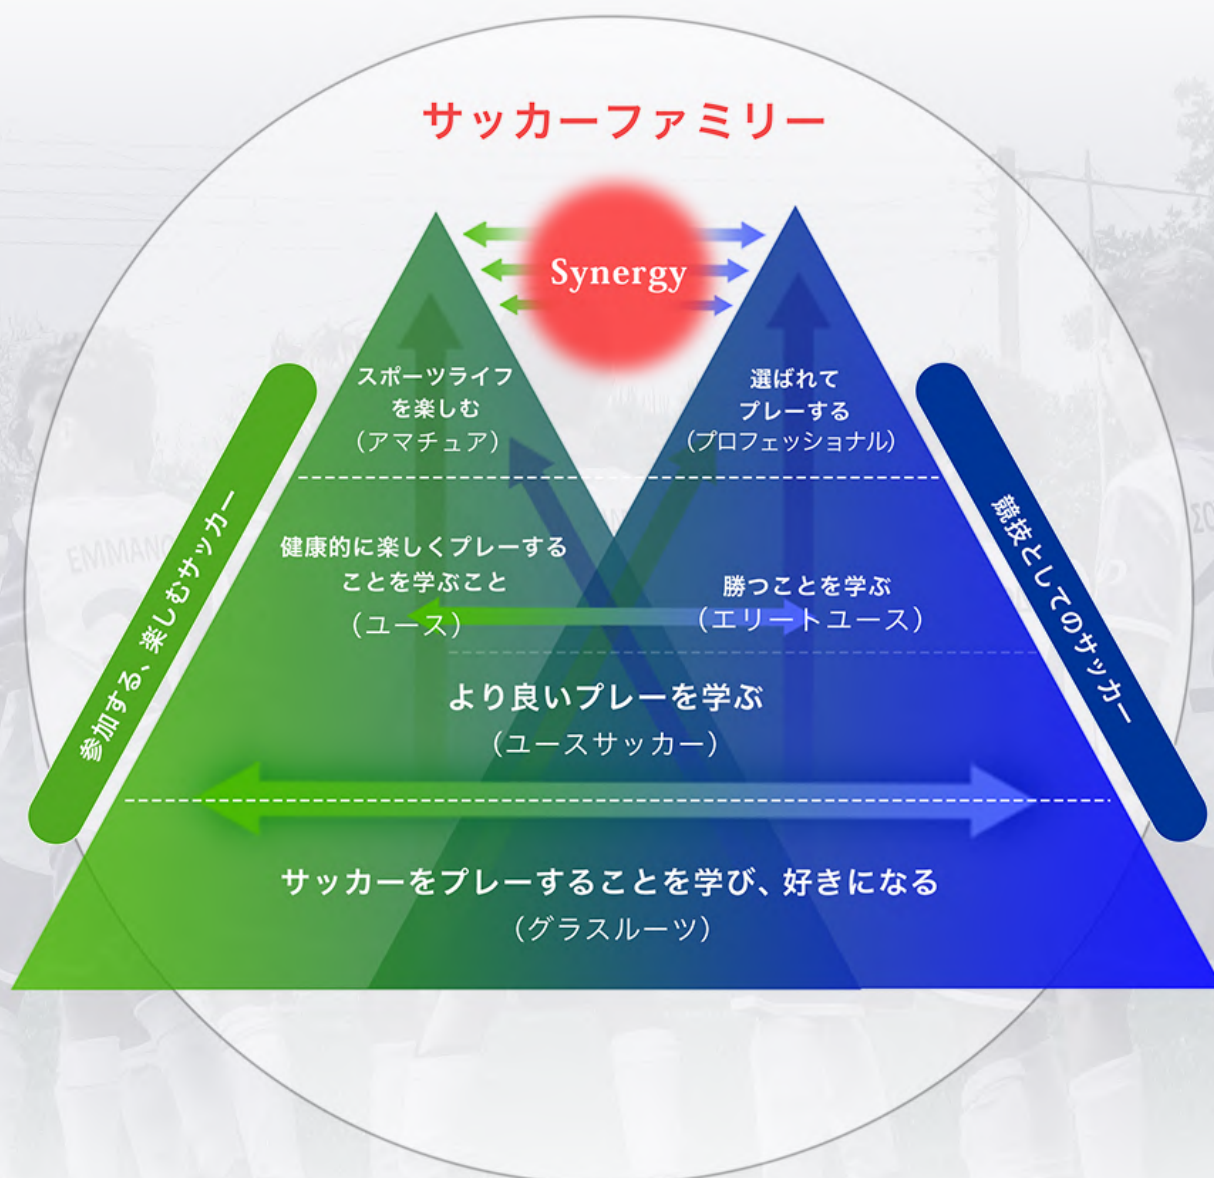 サッカーファミリー
Synergy
スポーツライフ
を楽しむ
(アマチュア)
選ばれて
プレーする
(プロフェッショナル)
参加する、楽しむサッカー
競技としてのサッカー
健康的に楽しくプレーする
ことを学ぶこと
(ユース)
勝つことを学ぶ
(エリートユース)
より良いプレーを学ぶ
(ユースサッカー)
サッカーをプレーすることを学び、好きになる
(グラスルーツ)